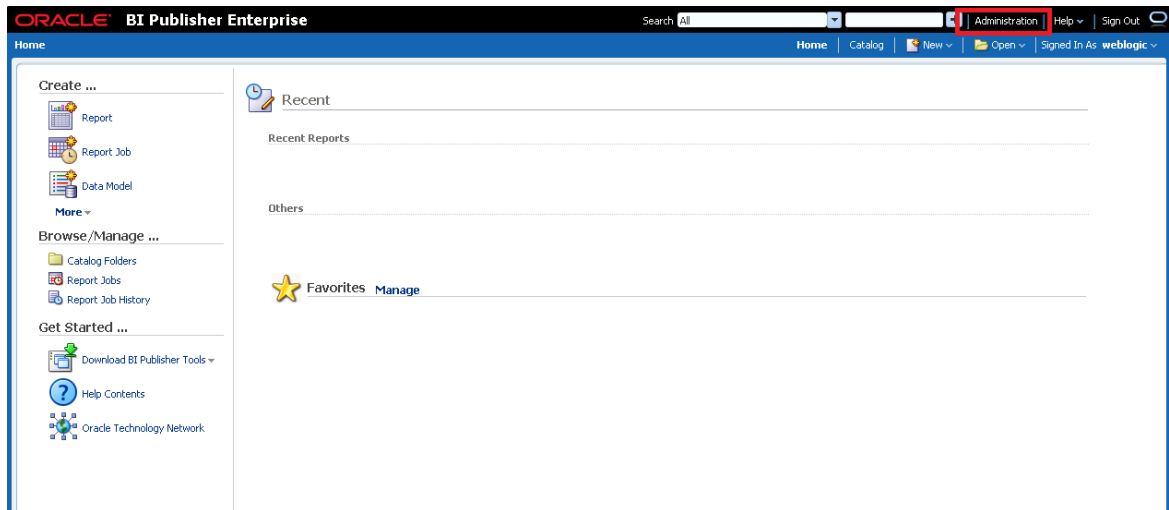 ORACLE BI Publisher Enterprise
Search All
Administration
Help
Sign Out
Home
Home
Catalog
New
Open
Signed In As weblogic
Create ...
Report
Report Job
Data Model
More
Browse/Manage ...
Catalog Folders
Report Jobs
Report Job History
Get Started ...
Download BI Publisher Tools
Help Contents
Oracle Technology Network
Recent
Recent Reports
Others
Favorites Manage